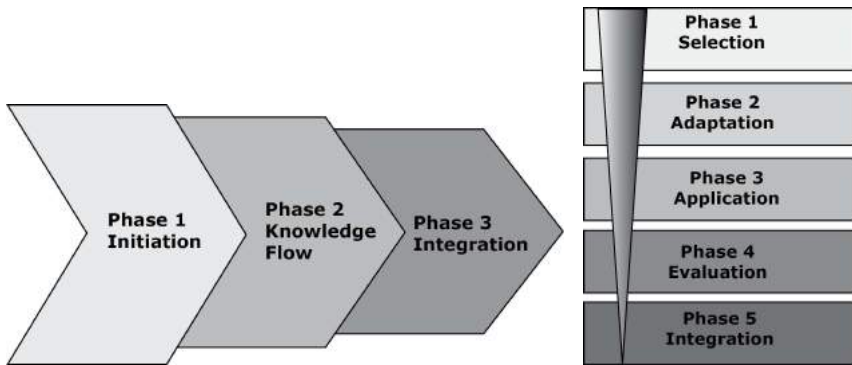 Phase 1
Initiation
Phase 2
Knowledge
Flow
Phase 3
Integration
Phase 1
Selection
Phase 2
Adaptation
Phase 3
Application
Phase 4
Evaluation
Phase 5
Integration